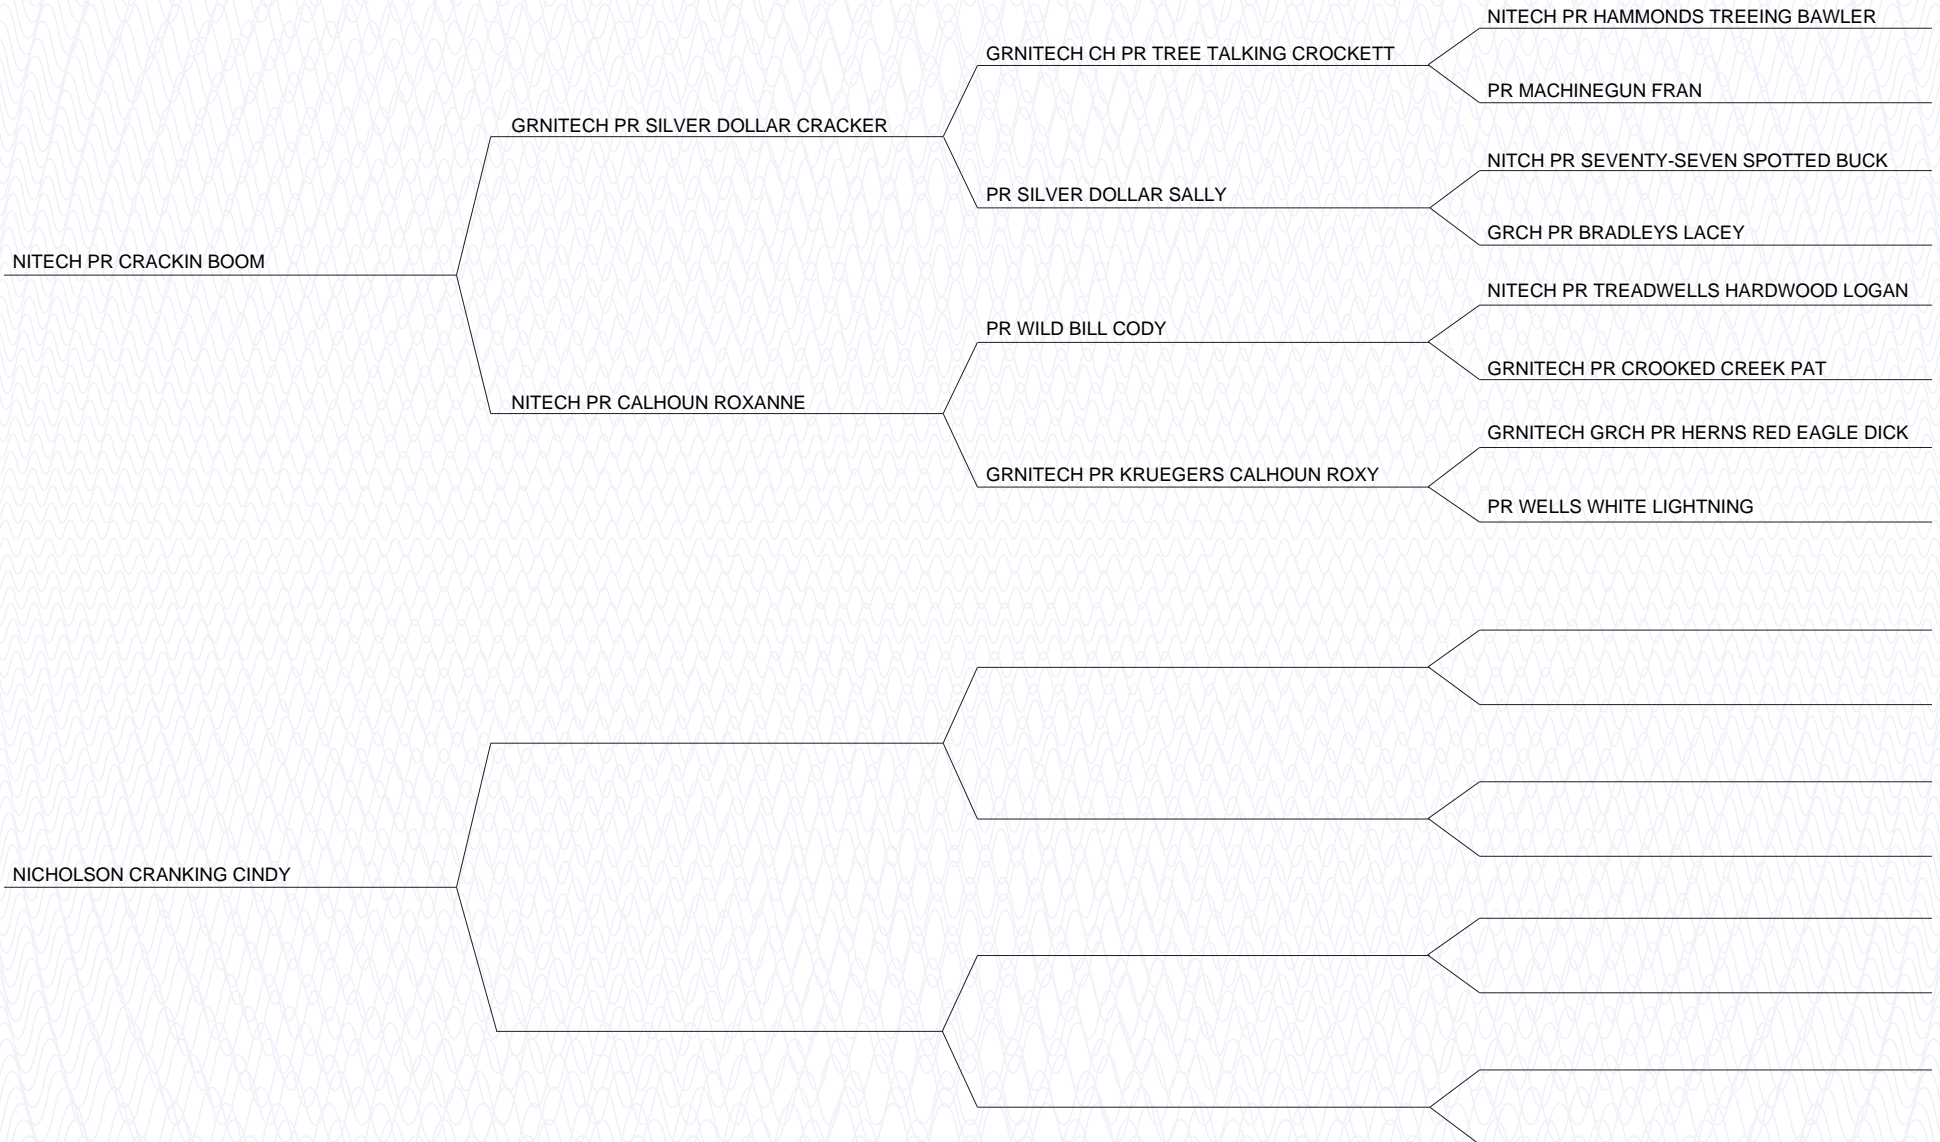 NITECH PR HAMMONDS TREEING BAWLER
GRNITECH CH PR TREE TALKING CROCKETT
PR MACHINEGUN FRAN
GRNITECH PR SILVER DOLLAR CRACKER
NITCH PR SEVENTY-SEVEN SPOTTED BUCK
PR SILVER DOLLAR SALLY
GRCH PR BRADLEYS LACEY
NITECH PR CRACKIN BOOM
NITECH PR TREADWELLS HARDWOOD LOGAN
PR WILD BILL CODY
GRNITECH PR CROOKED CREEK PAT
NITECH PR CALHOUN ROXANNE
GRNITECH GRCH PR HERNS RED EAGLE DICK
GRNITECH PR KRUEGERS CALHOUN ROXY
PR WELLS WHITE LIGHTNING
NICHOLSON CRANKING CINDY